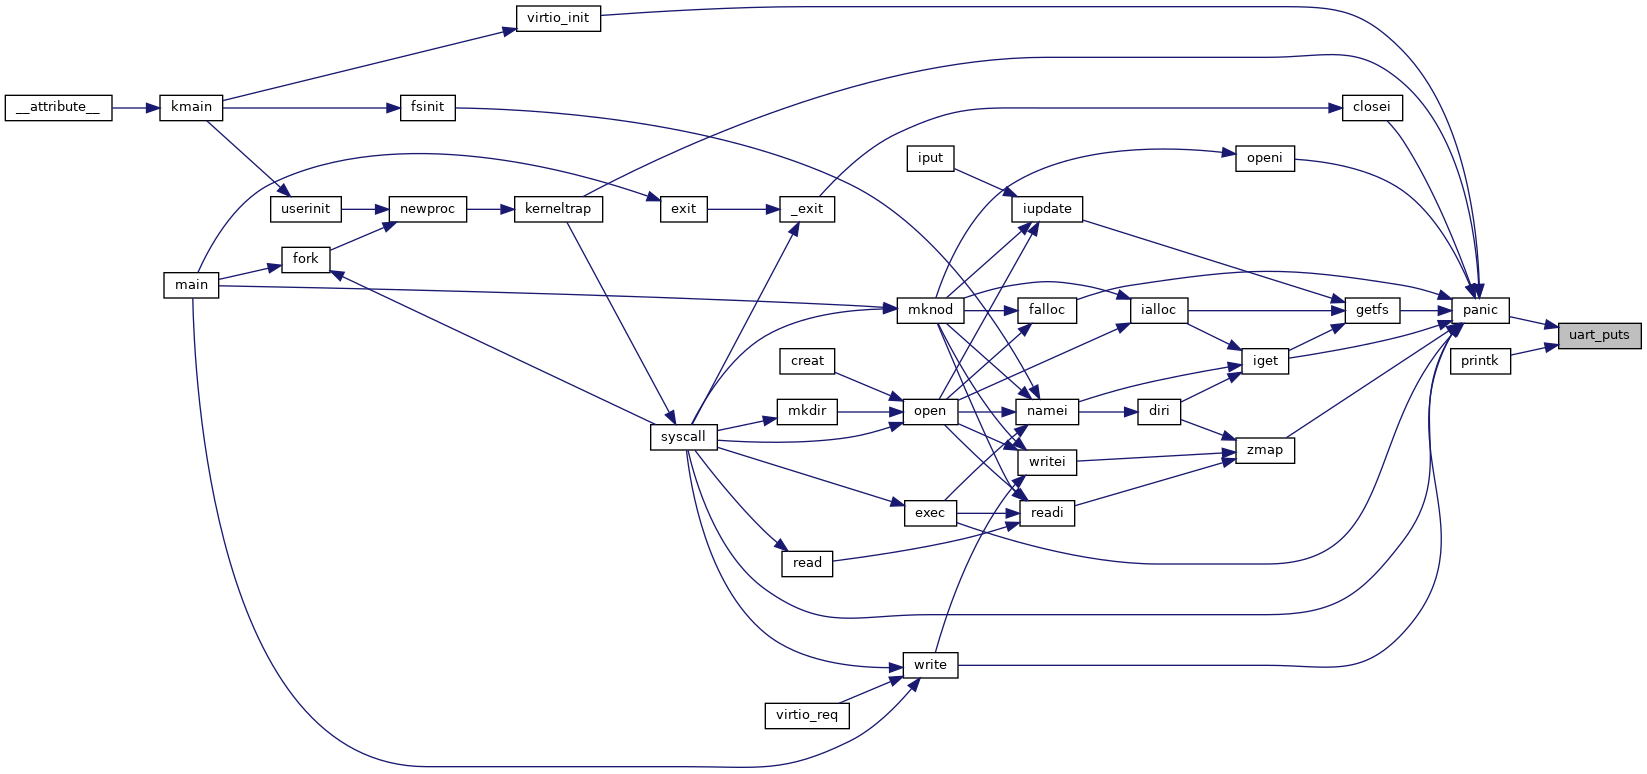 virtio_init
__attribute__
kmain
fsinit
closei
iput
openi
userinit
newproc
kerneltrap
exit
_exit
iupdate
fork
main
mknod
falloc
ialloc
getfs
panic
uart_puts
creat
iget
printk
mkdir
open
namei
diri
syscall
zmap
writei
exec
readi
read
write
virtio_req